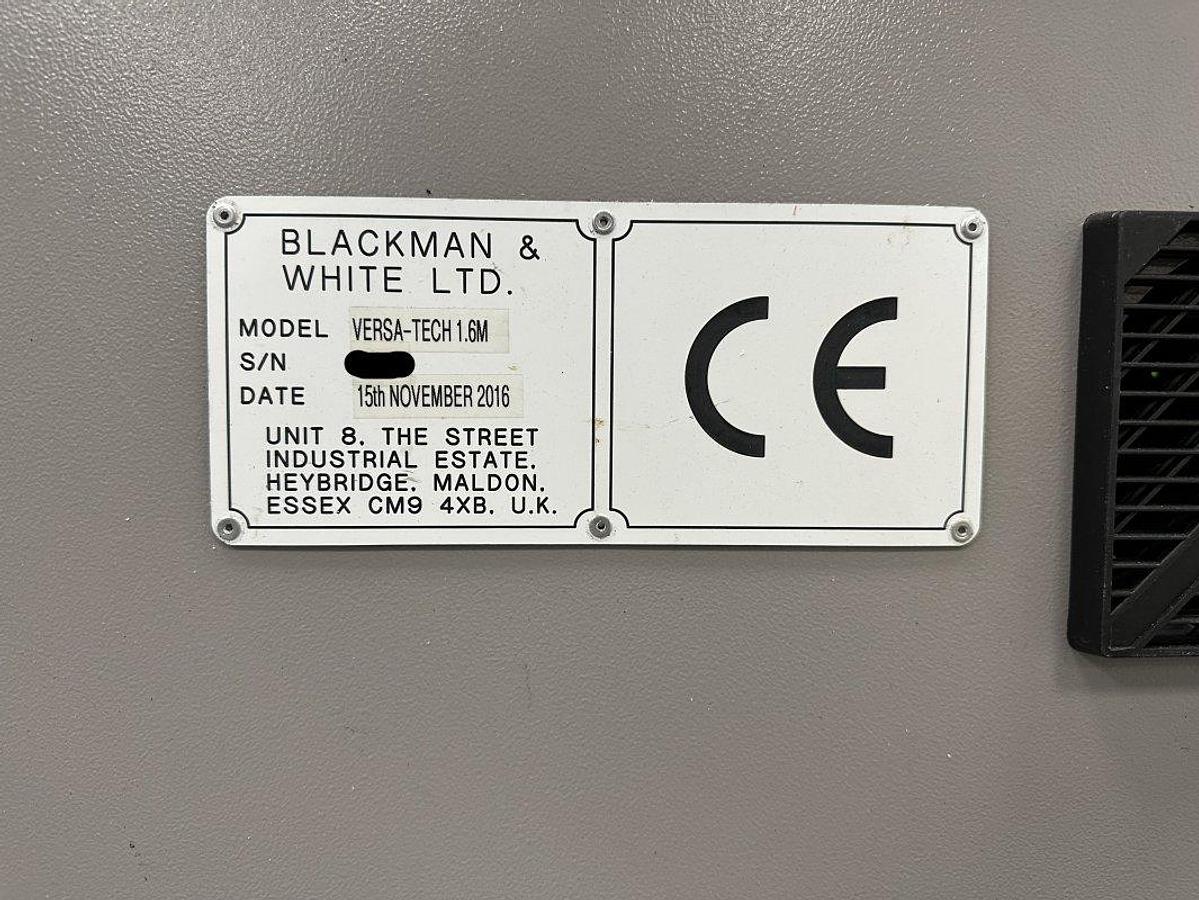 BLACKMAN &
WHITE LTD.
MODEL VERSA-TECH 1.6M
S/N
DATE 15th NOVEMBER 2016
UNIT 8, THE STREET
INDUSTRIAL ESTATE,
HEYBRIDGE, MALDON,
ESSEX CM9 4XB, U.K.
CE